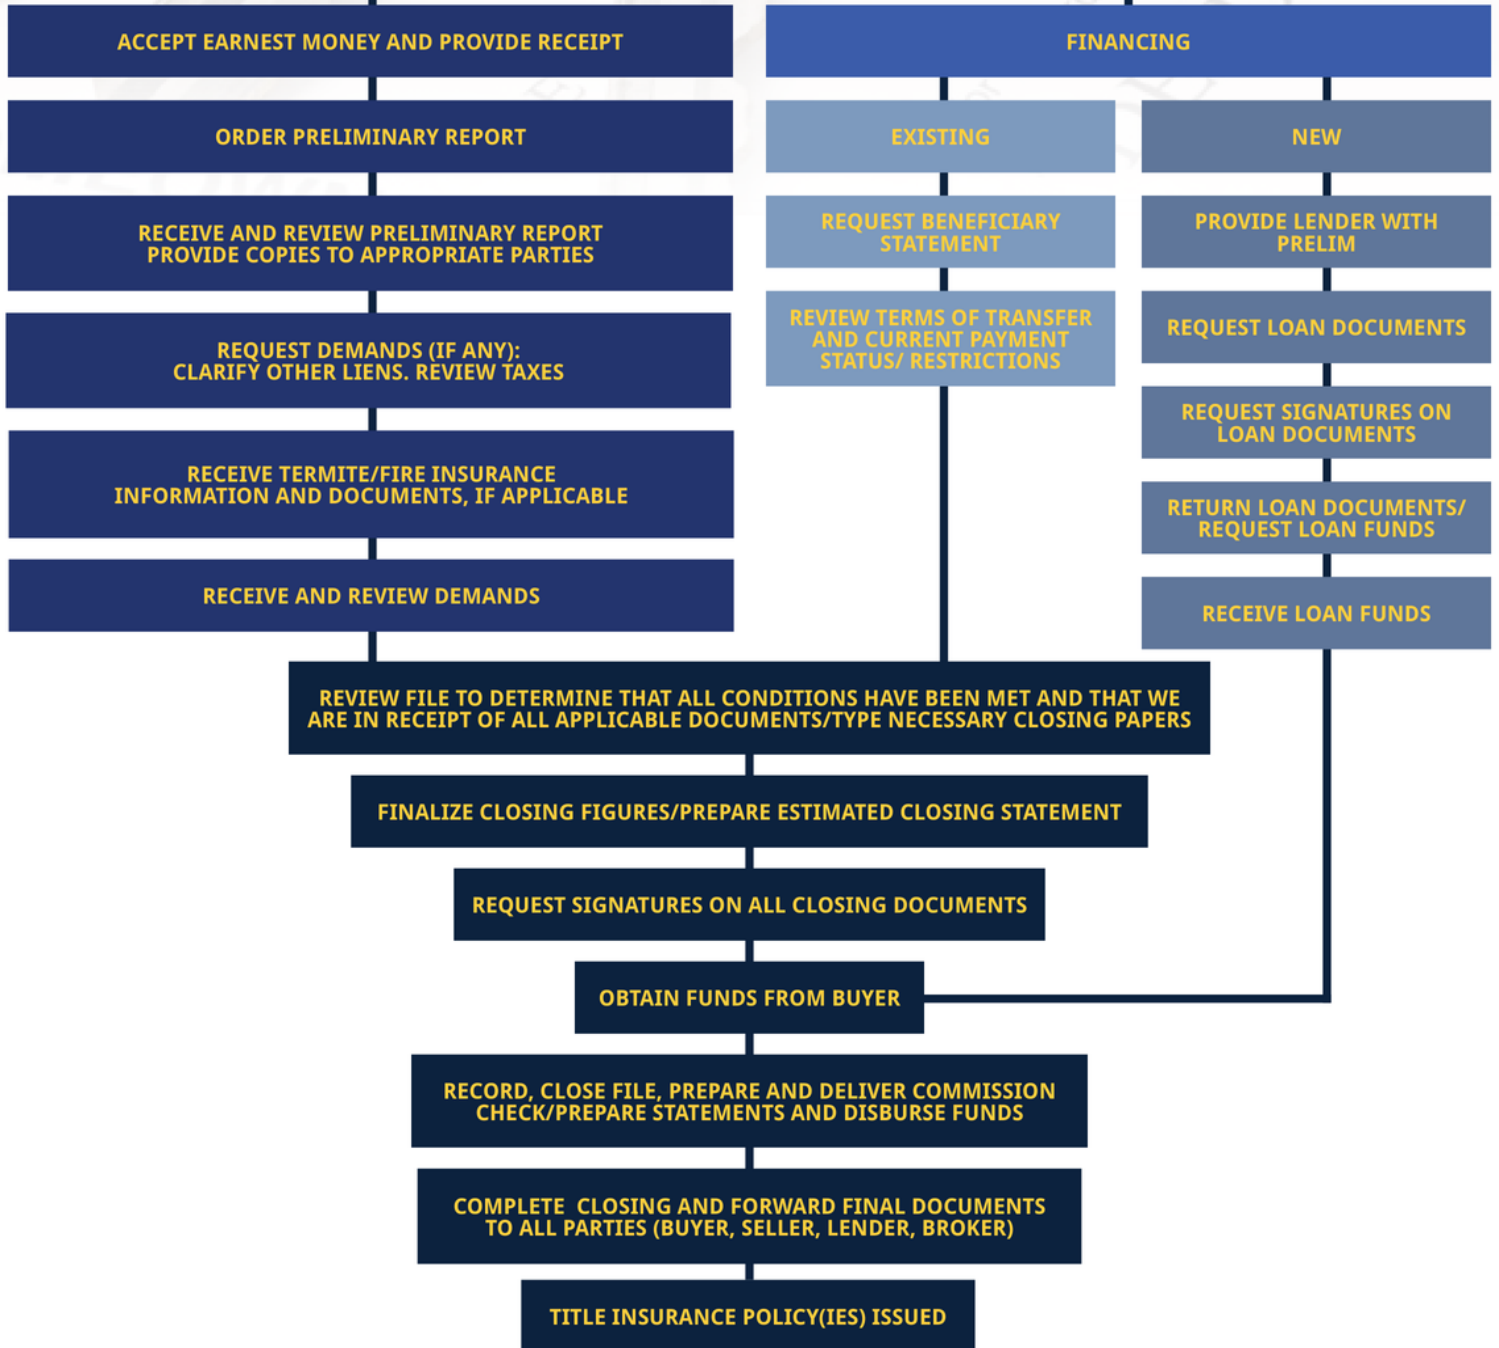 ACCEPT EARNEST MONEY AND PROVIDE RECEIPT
ORDER PRELIMINARY REPORT
RECEIVE AND REVIEW PRELIMINARY REPORT
PROVIDE COPIES TO APPROPRIATE PARTIES
REQUEST DEMANDS (IF ANY):
CLARIFY OTHER LIENS. REVIEW TAXES
RECEIVE TERMITE/FIRE INSURANCE
INFORMATION AND DOCUMENTS, IF APPLICABLE
RECEIVE AND REVIEW DEMANDS
FINANCING
EXISTING
REQUEST BENEFICIARY
STATEMENT
REVIEW TERMS OF TRANSFER
AND CURRENT PAYMENT
STATUS/ RESTRICTIONS
NEW
PROVIDE LENDER WITH
PRELIM
REQUEST LOAN DOCUMENTS
REQUEST SIGNATURES ON
LOAN DOCUMENTS
RETURN LOAN DOCUMENTS/
REQUEST LOAN FUNDS
RECEIVE LOAN FUNDS
REVIEW FILE TO DETERMINE THAT ALL CONDITIONS HAVE BEEN MET AND THAT WE
ARE IN RECEIPT OF ALL APPLICABLE DOCUMENTS/TYPE NECESSARY CLOSING PAPERS
FINALIZE CLOSING FIGURES/PREPARE ESTIMATED CLOSING STATEMENT
REQUEST SIGNATURES ON ALL CLOSING DOCUMENTS
OBTAIN FUNDS FROM BUYER
RECORD, CLOSE FILE, PREPARE AND DELIVER COMMISSION
CHECK/PREPARE STATEMENTS AND DISBURSE FUNDS
COMPLETE  CLOSING AND FORWARD FINAL DOCUMENTS
TO ALL PARTIES (BUYER, SELLER, LENDER, BROKER)
TITLE INSURANCE POLICY(IES) ISSUED